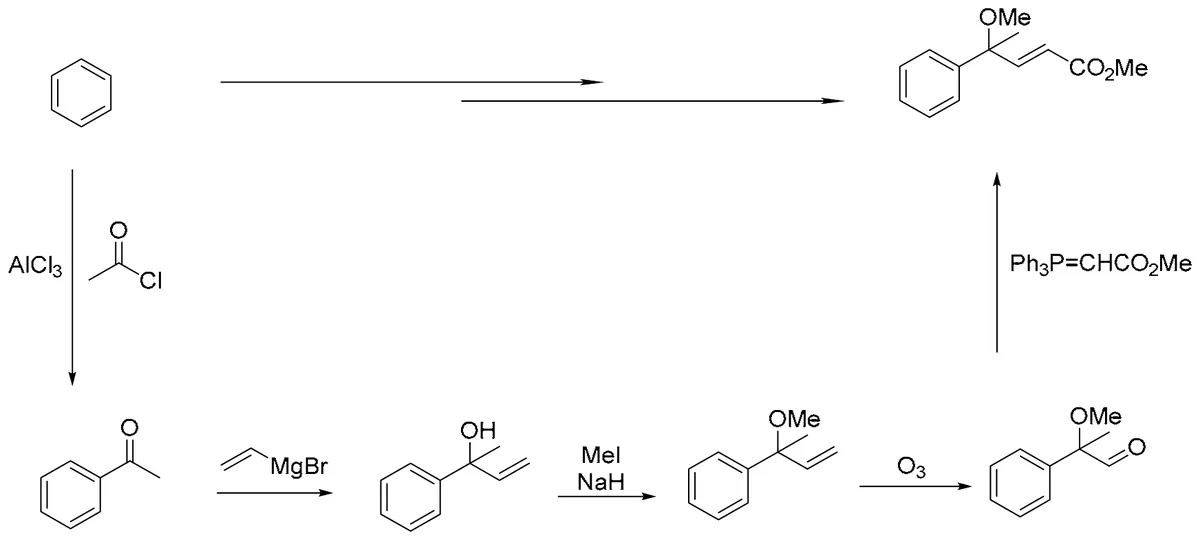 OMe
CO₂Me
AlCl₃
O
Cl
Ph₃P=CHCO₂Me
O
MgBr
OH
MeI
NaH
OMe
O₃
OMe
O